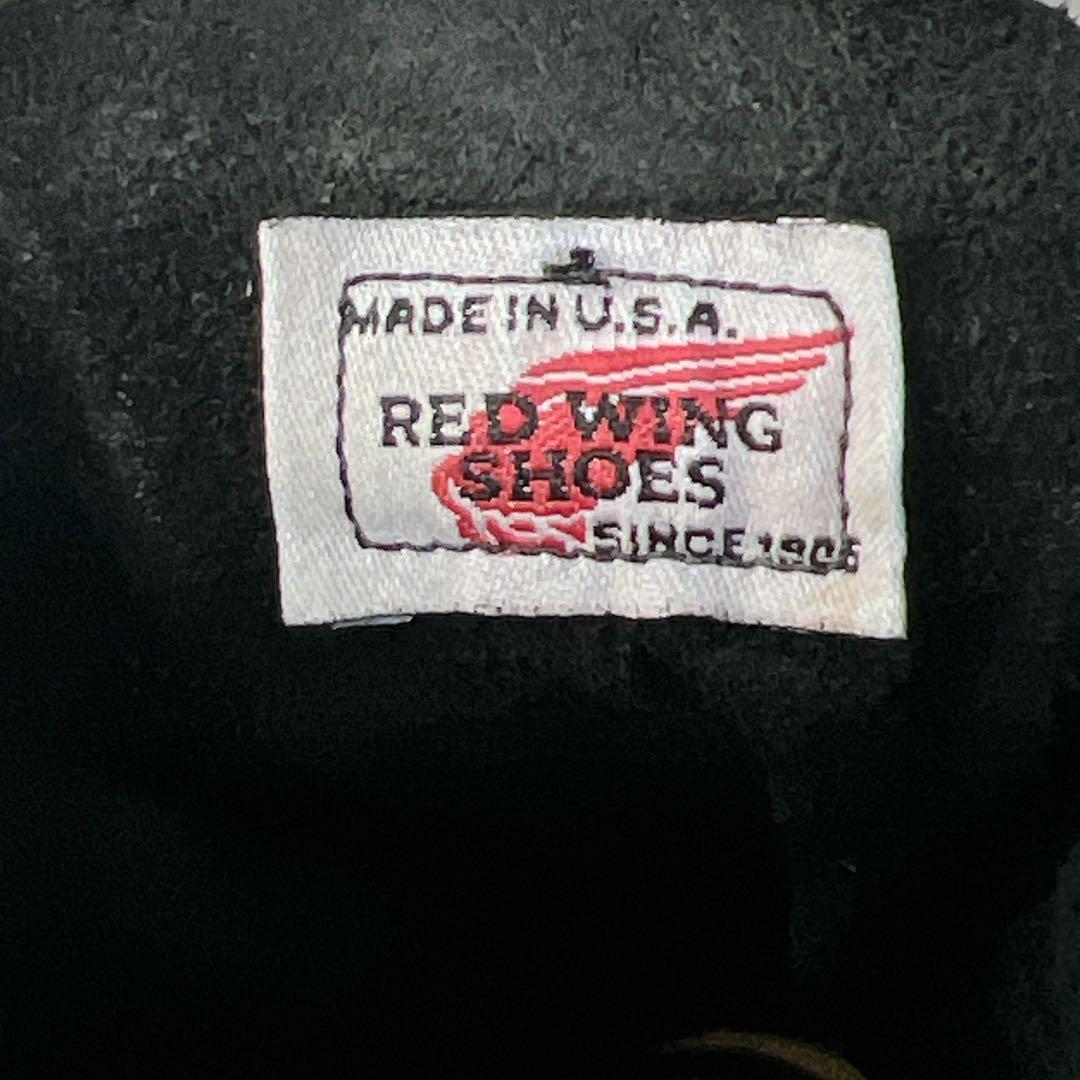 MADE IN U.S.A.
RED WING
SHOES
SINCE 1905